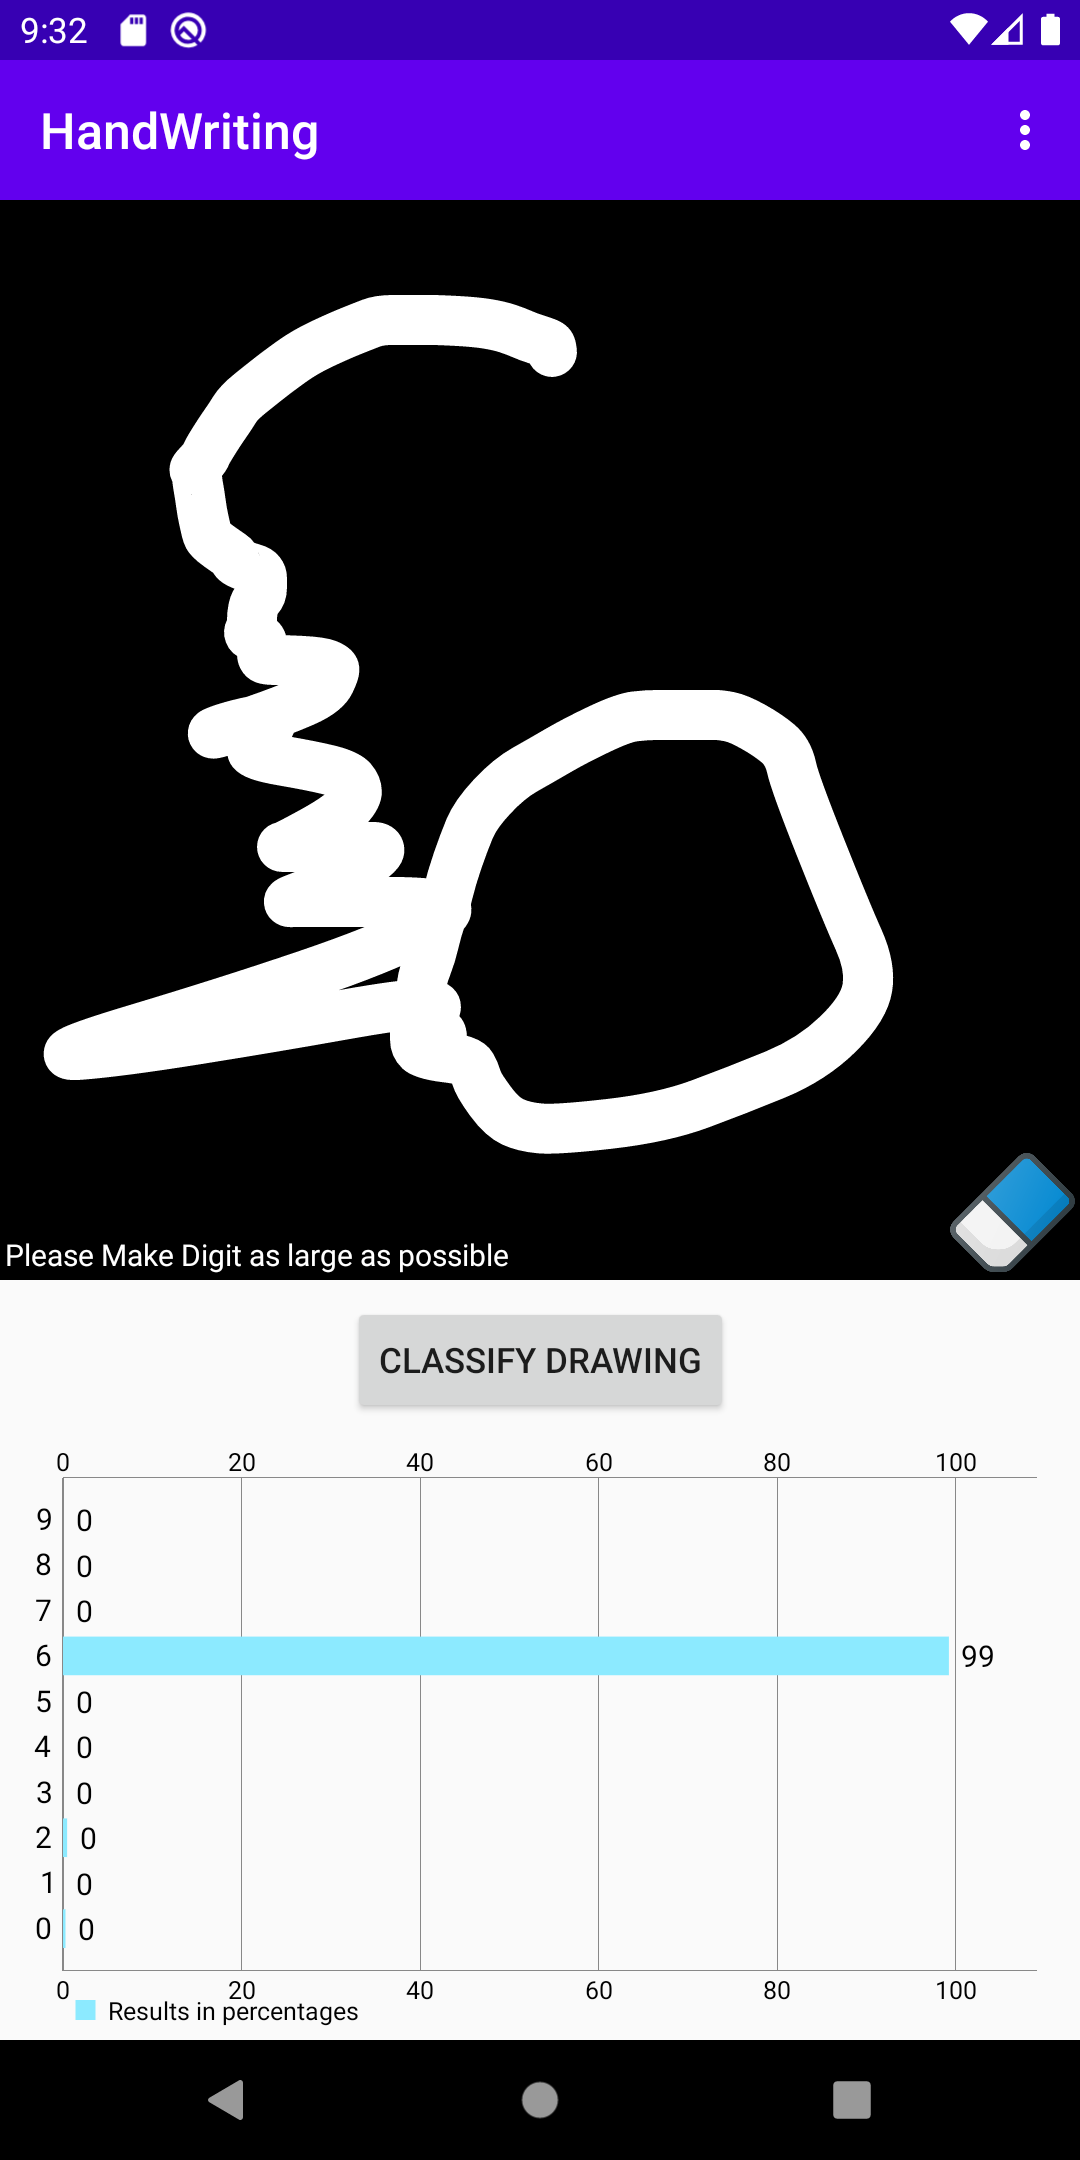 9:32
HandWriting
Please Make Digit as large as possible
CLASSIFY DRAWING
0 20 40 60 80 100
9 0
8 0
7 0
6 99
5 0
4 0
3 0
2 0
1 0
0 0
0 20 40 60 80 100
Results in percentages